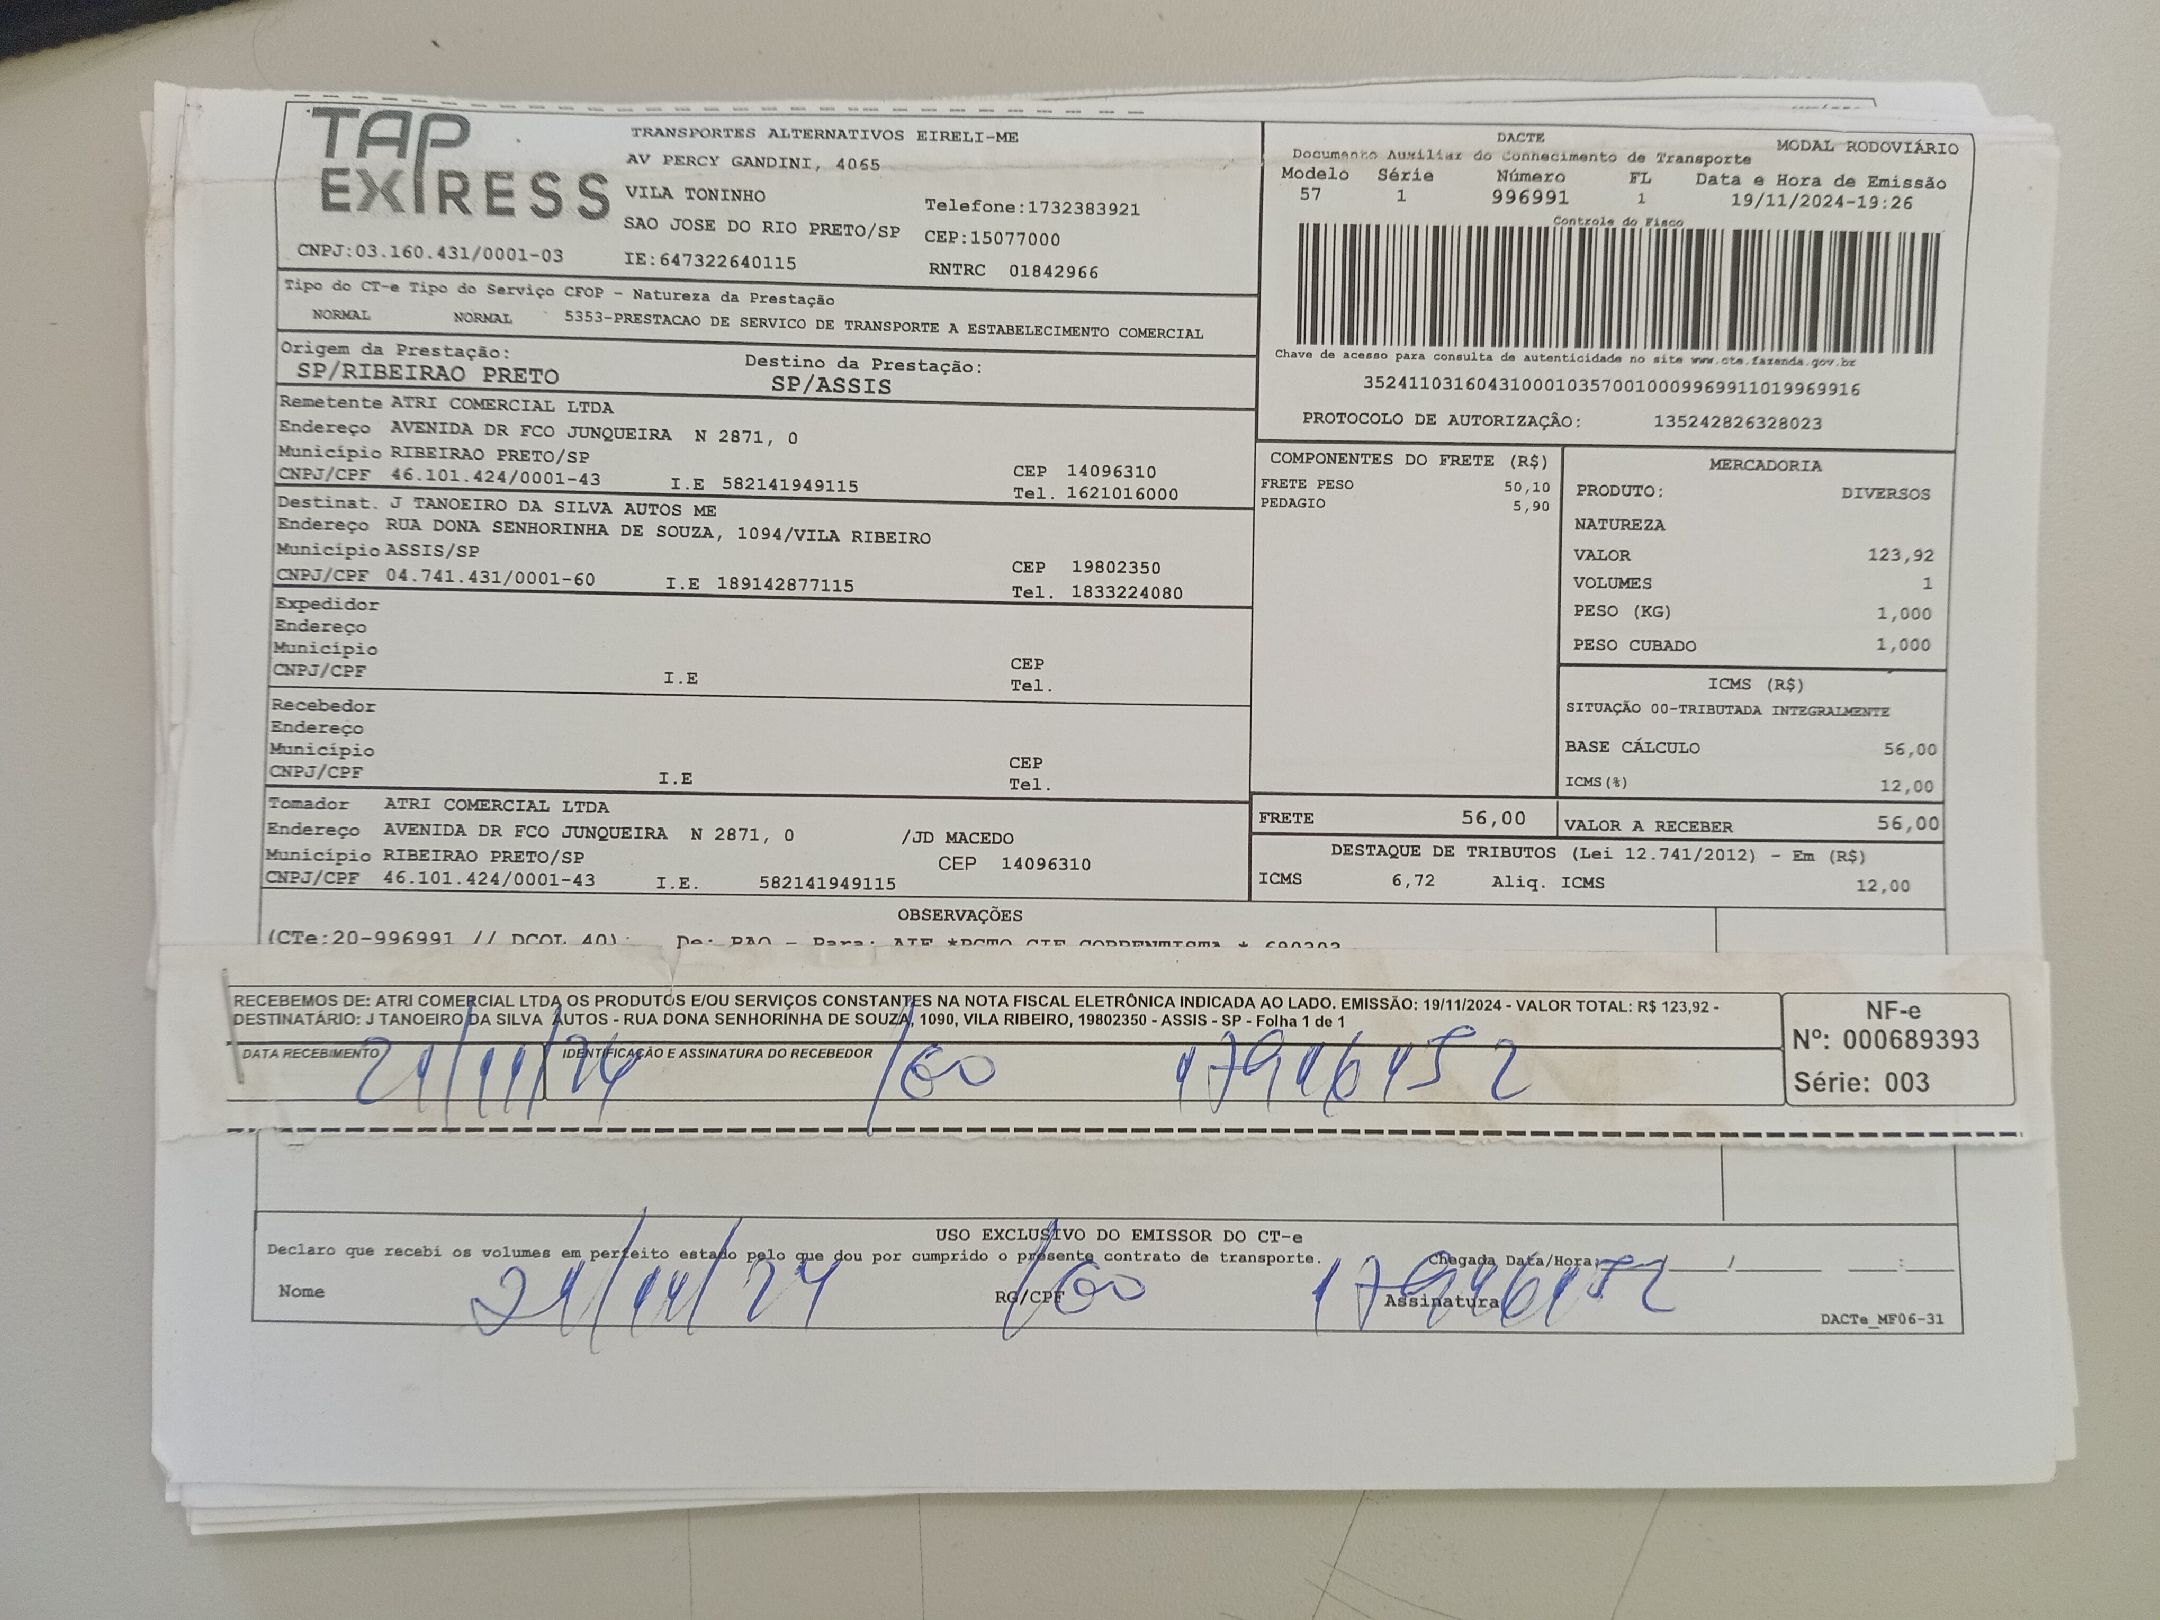 TAP EXPRESS
TRANSPORTES ALTERNATIVOS EIRELI-ME
AV PERCY GANDINI, 4065
VILA TONINHO
Telefone:1732383921
SAO JOSE DO RIO PRETO/SP CEP:15077000
CNPJ:03.160.431/0001-03 IE:647322640115 RNTRC 01842966
DACTE MODAL RODOVIÁRIO
Documento Auxiliar do Conhecimento de Transporte
Modelo Série Número FL Data e Hora de Emissão
57 1 996991 1 19/11/2024-19:26
Controle do Fisco
Chave de acesso para consulta de autenticidade no site www.cte.fazenda.gov.br
35241103160431000103570010009969911019969916
PROTOCOLO DE AUTORIZAÇÃO: 135242826328023
Tipo do CT-e Tipo do Serviço CFOP - Natureza da Prestação
NORMAL NORMAL 5353-PRESTACAO DE SERVICO DE TRANSPORTE A ESTABELECIMENTO COMERCIAL
Origem da Prestação: Destino da Prestação:
SP/RIBEIRAO PRETO SP/ASSIS
Remetente ATRI COMERCIAL LTDA
Endereço AVENIDA DR FCO JUNQUEIRA N 2871, 0
Município RIBEIRAO PRETO/SP CEP 14096310
CNPJ/CPF 46.101.424/0001-43 I.E 582141949115 Tel. 1621016000
Destinat. J TANOEIRO DA SILVA AUTOS ME
Endereço RUA DONA SENHORINHA DE SOUZA, 1094/VILA RIBEIRO
Município ASSIS/SP CEP 19802350
CNPJ/CPF 04.741.431/0001-60 I.E 189142877115 Tel. 1833224080
Expedidor
Endereço
Município CEP
CNPJ/CPF I.E Tel.
Recebedor
Endereço
Município CEP
CNPJ/CPF I.E Tel.
Tomador ATRI COMERCIAL LTDA
Endereço AVENIDA DR FCO JUNQUEIRA N 2871, 0 /JD MACEDO
Município RIBEIRAO PRETO/SP CEP 14096310
CNPJ/CPF 46.101.424/0001-43 I.E. 582141949115
COMPONENTES DO FRETE (R$)
FRETE PESO 50,10
PEDAGIO 5,90
MERCADORIA
PRODUTO: DIVERSOS
NATUREZA
VALOR 123,92
VOLUMES 1
PESO (KG) 1,000
PESO CUBADO 1,000
ICMS (R$)
SITUAÇÃO 00-TRIBUTADA INTEGRALMENTE
BASE CÁLCULO 56,00
ICMS(%) 12,00
FRETE 56,00 VALOR A RECEBER 56,00
DESTAQUE DE TRIBUTOS (Lei 12.741/2012) - Em (R$)
ICMS 6,72 Aliq. ICMS 12,00
OBSERVAÇÕES
(CTe:20-996991 // DCOL 40): De: RAO - Para:
RECEBEMOS DE: ATRI COMERCIAL LTDA OS PRODUTOS E/OU SERVIÇOS CONSTANTES NA NOTA FISCAL ELETRÔNICA INDICADA AO LADO. EMISSÃO: 19/11/2024 - VALOR TOTAL: R$ 123,92 -
DESTINATÁRIO: J TANOEIRO DA SILVA AUTOS - RUA DONA SENHORINHA DE SOUZA, 1090, VILA RIBEIRO, 19802350 - ASSIS - SP - Folha 1 de 1
DATA RECEBIMENTO IDENTIFICAÇÃO E ASSINATURA DO RECEBEDOR
21/11/24
NF-e
Nº: 000689393
Série: 003
USO EXCLUSIVO DO EMISSOR DO CT-e
Declaro que recebi os volumes em perfeito estado pelo que dou por cumprido o presente contrato de transporte. Chegada Data/Hora:
Nome RG/CPF Assinatura
21/11/24
DACTe_MF06-31